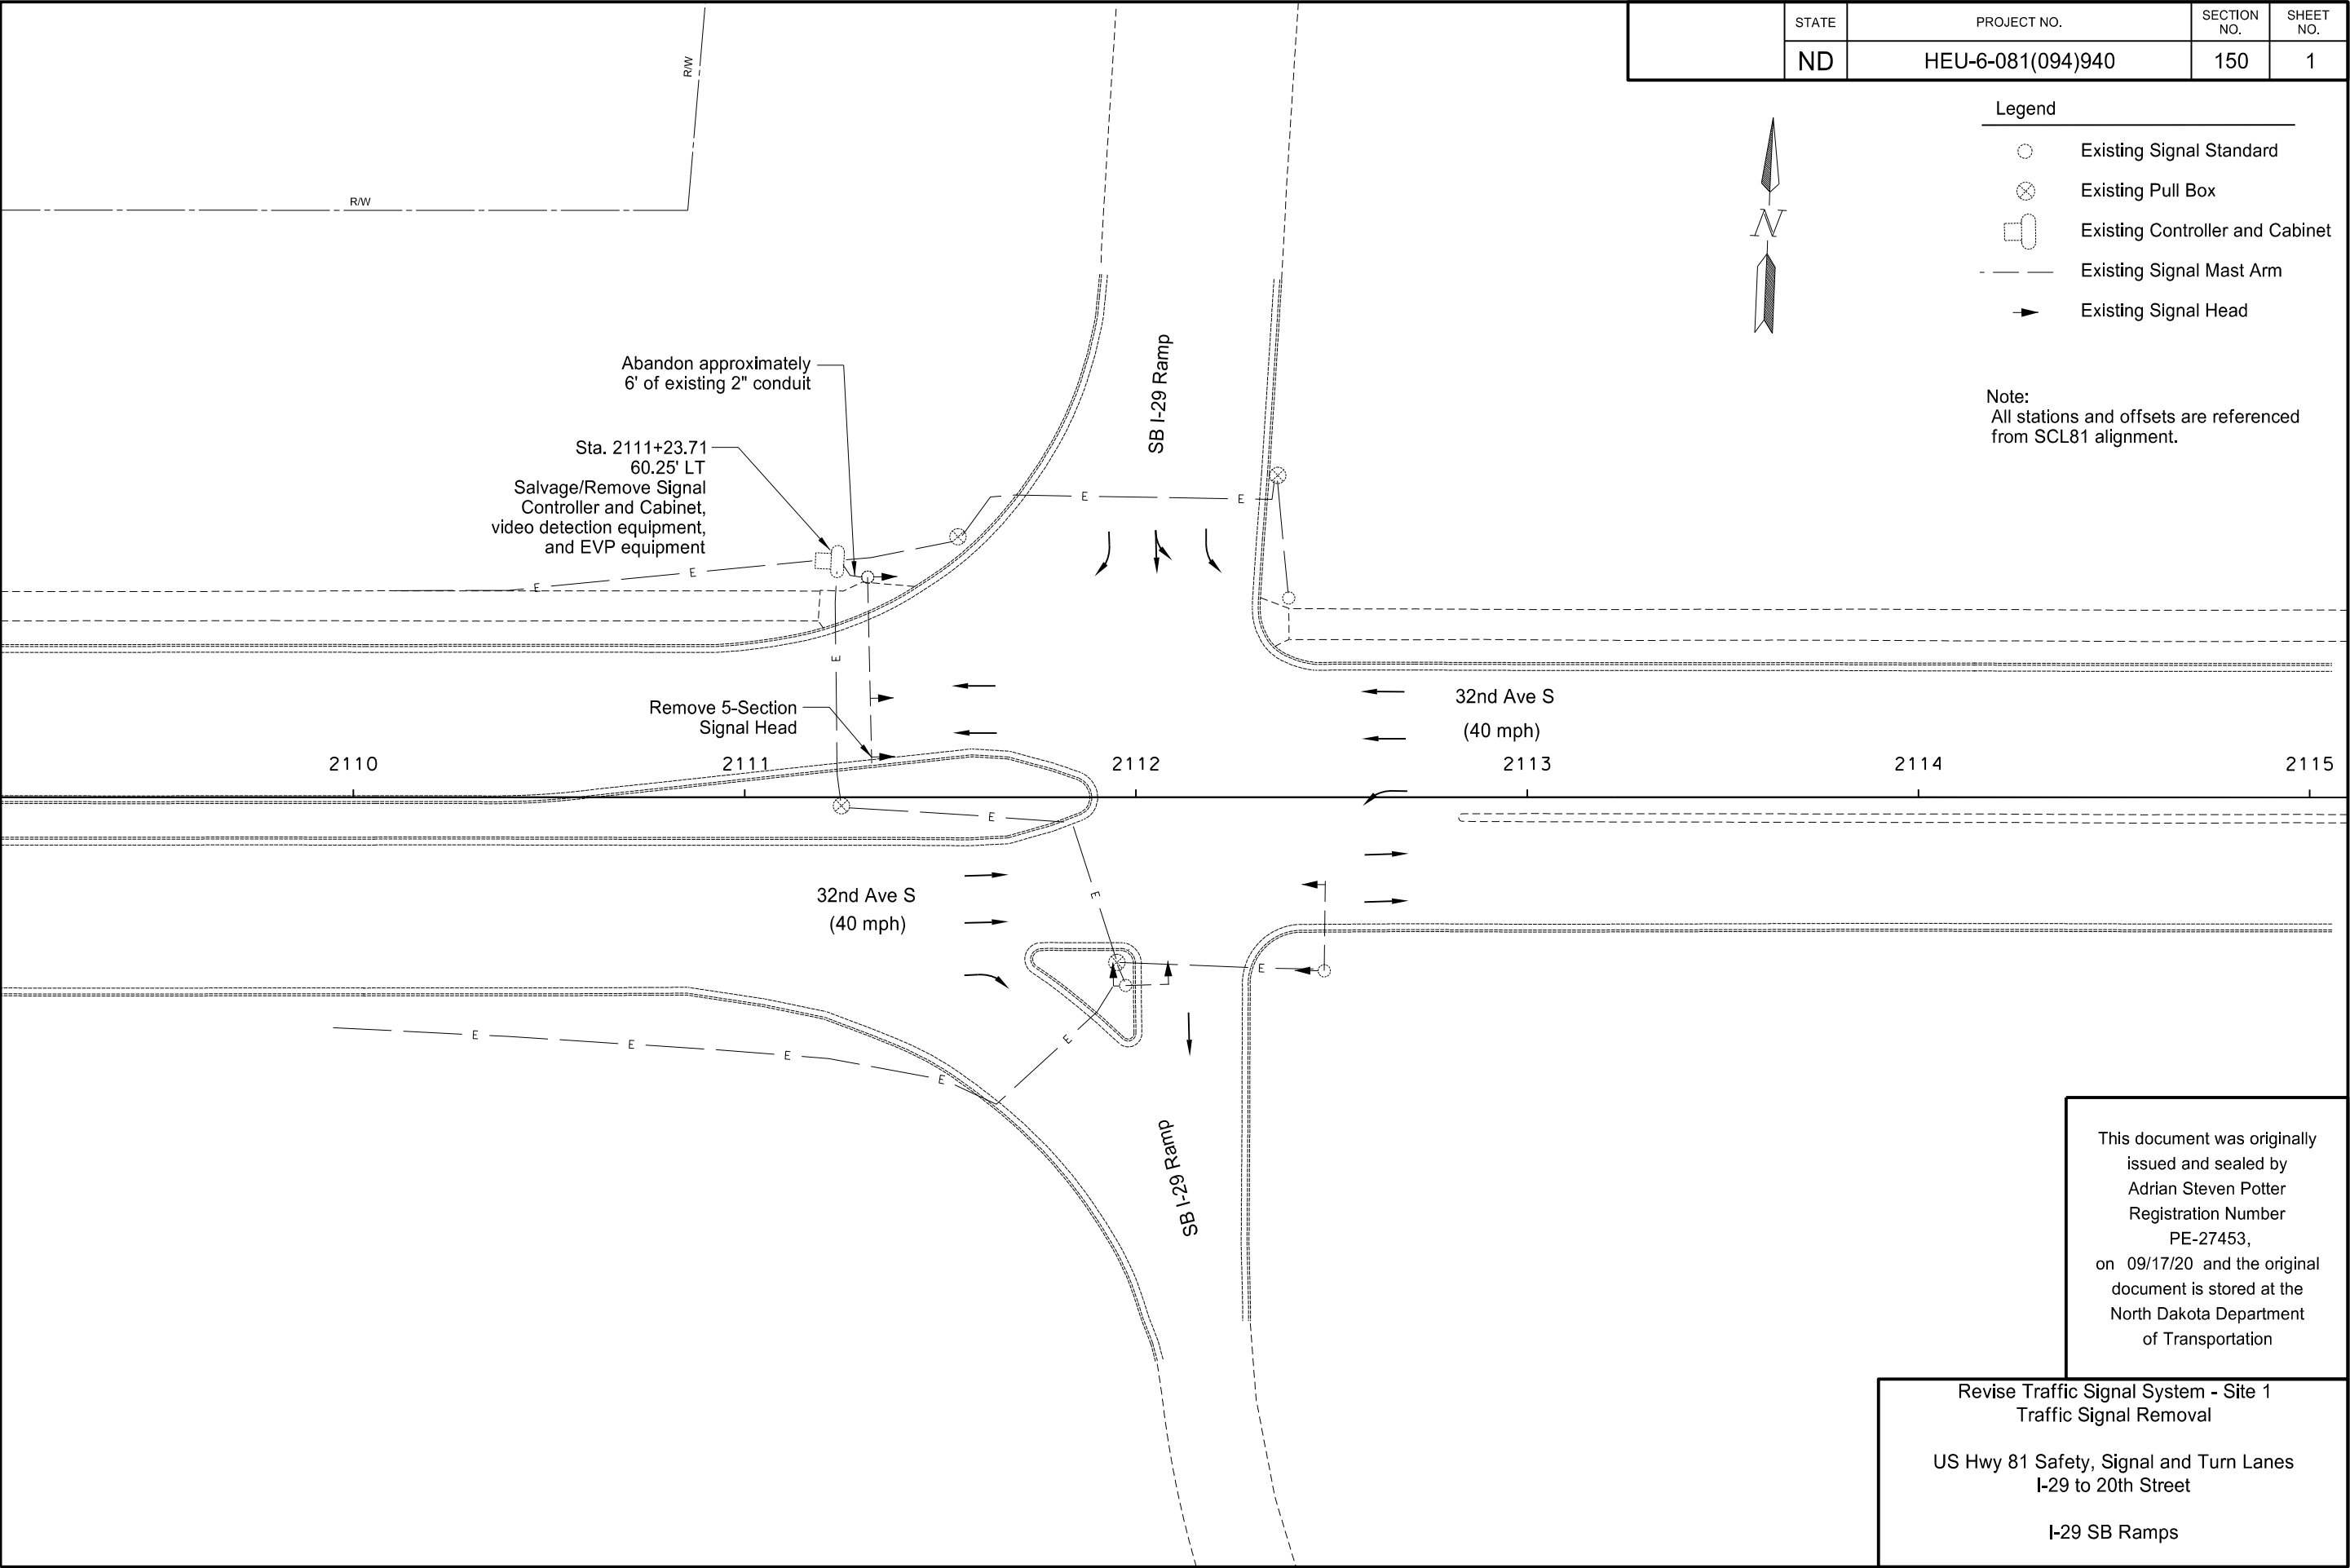 STATE
PROJECT NO.
SECTION
NO.
SHEET
NO.
ND
HEU-6-081(094)940
150
1
R/W
R/W
Legend
Existing Signal Standard
Existing Pull Box
Existing Controller and Cabinet
Existing Signal Mast Arm
Existing Signal Head
N
Note:
All stations and offsets are referenced
from SCL81 alignment.
Abandon approximately
6' of existing 2" conduit
SB I-29 Ramp
Sta. 2111+23.71
60.25' LT
Salvage/Remove Signal
Controller and Cabinet,
video detection equipment,
and EVP equipment
E
E
E
E
E
Remove 5-Section
Signal Head
32nd Ave S
(40 mph)
2110
2111
2112
2113
2114
2115
E
32nd Ave S
(40 mph)
E
E
E
E
E
E
E
SB I-29 Ramp
This document was originally
issued and sealed by
Adrian Steven Potter
Registration Number
PE-27453,
on 09/17/20 and the original
document is stored at the
North Dakota Department
of Transportation
Revise Traffic Signal System - Site 1
Traffic Signal Removal
US Hwy 81 Safety, Signal and Turn Lanes
I-29 to 20th Street
I-29 SB Ramps